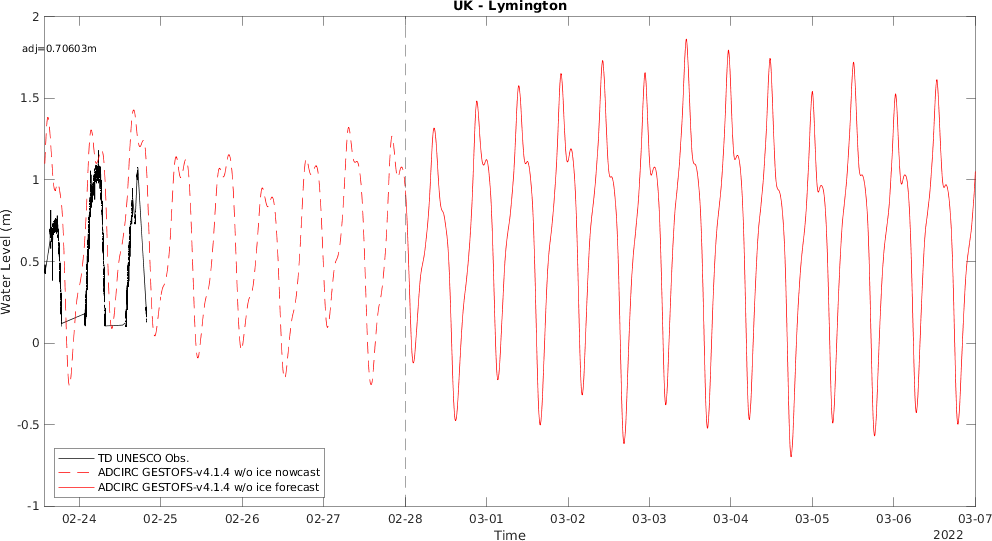 UK - Lymington
adj=0.70603m
2
1.5
1
0.5
0
-0.5
-1
Water Level (m)
TD UNESCO Obs.
ADCIRC GESTOFS-v4.1.4 w/o ice nowcast
ADCIRC GESTOFS-v4.1.4 w/o ice forecast
02-24 02-25 02-26 02-27 02-28 03-01 03-02 03-03 03-04 03-05 03-06 03-07
Time
2022